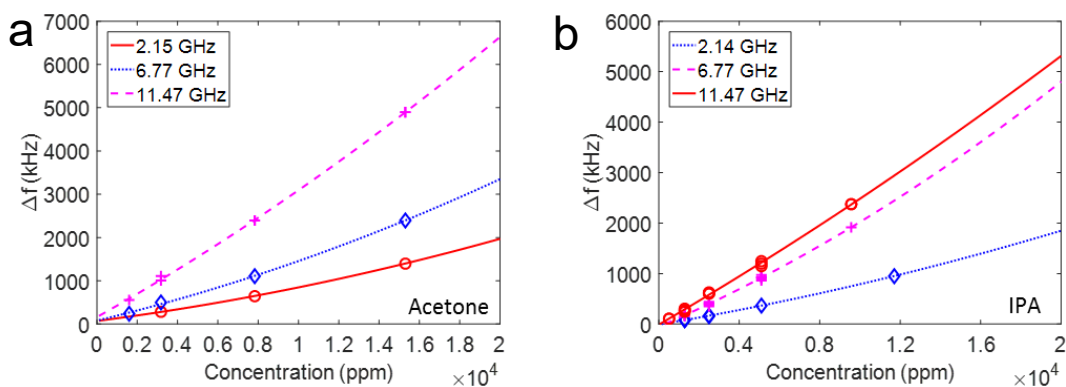 a
7000
6000
5000
4000
3000
2000
1000
0
Δf (kHz)
2.15 GHz
6.77 GHz
11.47 GHz
Acetone
0 0.2 0.4 0.6 0.8 1 1.2 1.4 1.6 1.8 2.0
Concentration (ppm) ×10⁴
b
6000
5000
4000
3000
2000
1000
0
Δf (kHz)
2.14 GHz
6.77 GHz
11.47 GHz
IPA
0 0.4 0.8 1.2 1.6 20
Concentration (ppm) ×10⁴